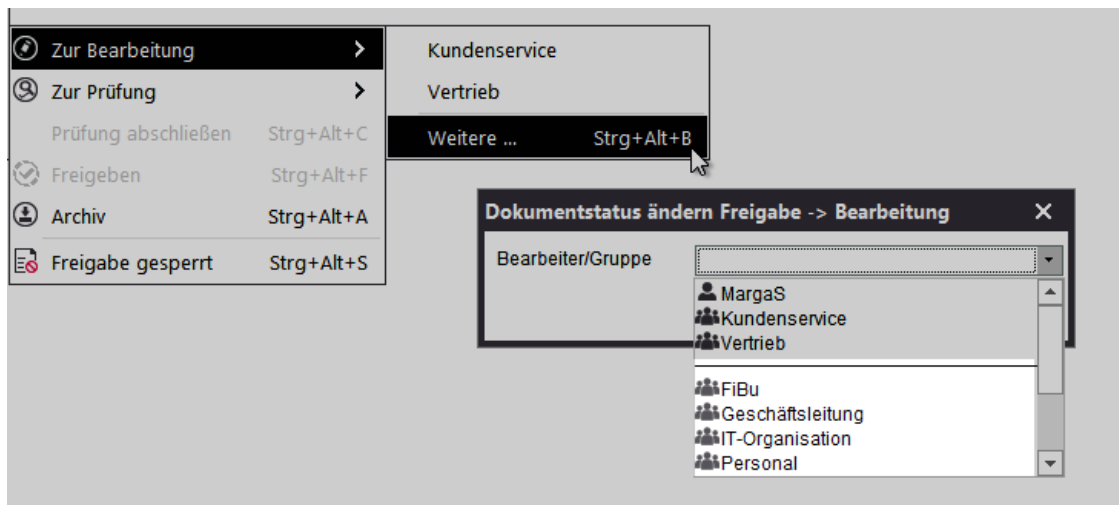 Zur Bearbeitung
Zur Prüfung
Prüfung abschließen Strg+Alt+C
Freigeben Strg+Alt+F
Archiv Strg+Alt+A
Freigabe gesperrt Strg+Alt+S
Kundenservice
Vertrieb
Weitere ... Strg+Alt+B
Dokumentstatus ändern Freigabe -> Bearbeitung
Bearbeiter/Gruppe
MargaS
Kundenservice
Vertrieb
FiBu
Geschäftsleitung
IT-Organisation
Personal